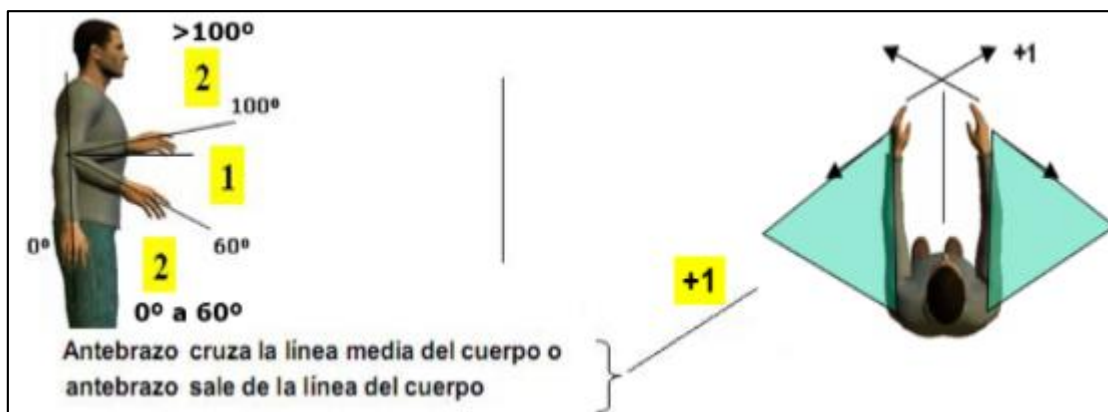 >100º
2
100º
1
0º
60º
2
0º a 60º
+1
+1
Antebrazo cruza la línea media del cuerpo o
antebrazo sale de la línea del cuerpo